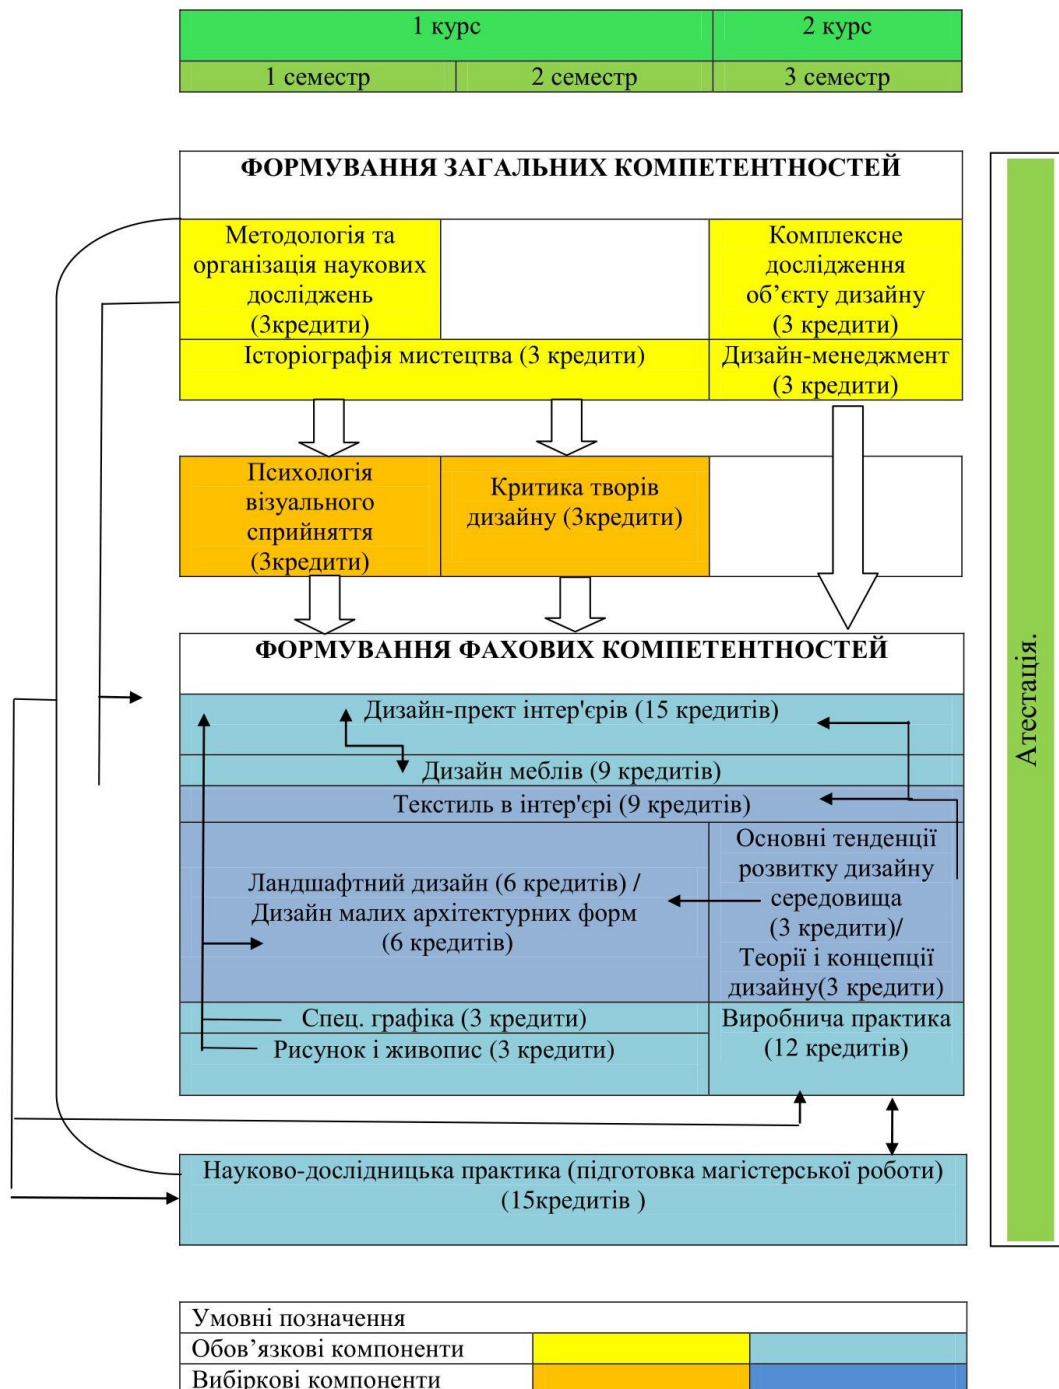 1 курс
2 курс
1 семестр
2 семестр
3 семестр
ФОРМУВАННЯ ЗАГАЛЬНИХ КОМПЕТЕНТНОСТЕЙ
Методологія та
організація наукових
досліджень
(3кредити)
Комплексне
дослідження
об’єкту дизайну
(3 кредити)
Історіографія мистецтва (3 кредити)
Дизайн-менеджмент
(3 кредити)
Психологія
візуального
сприйняття
(3кредити)
Критика творів
дизайну (3кредити)
ФОРМУВАННЯ ФАХОВИХ КОМПЕТЕНТНОСТЕЙ
Дизайн-прект інтер'єрів (15 кредитів)
Дизайн меблів (9 кредитів)
Текстиль в інтер'єрі (9 кредитів)
Ландшафтний дизайн (6 кредитів) /
Дизайн малих архітектурних форм
(6 кредитів)
Основні тенденції
розвитку дизайну
середовища
(3 кредити)/
Теорії і концепції
дизайну(3 кредити)
Спец. графіка (3 кредити)
Рисунок і живопис (3 кредити)
Виробнича практика
(12 кредитів)
Науково-дослідницька практика (підготовка магістерської роботи)
(15кредитів )
Атестація.
Умовні позначення
Обов’язкові компоненти
Вибіркові компоненти